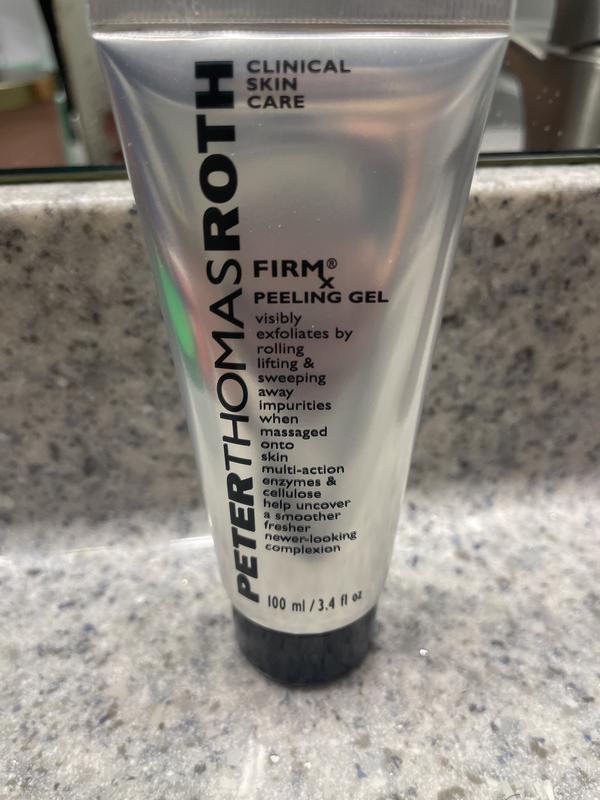 PETERTHOMASROTH
CLINICAL
SKIN
CARE
FIRMx®
PEELING GEL
visibly
exfoliates by
rolling
lifting &
sweeping
away
impurities
when
massaged
onto
skin
multi-action
enzymes &
cellulose
help uncover
a smoother
fresher
newer-looking
complexion
100 ml / 3.4 fl oz